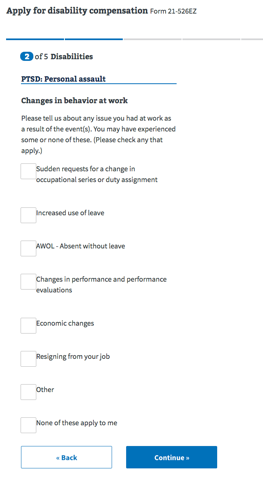 Apply for disability compensation Form 21-526EZ
2 of 5 Disabilities
PTSD: Personal assault
Changes in behavior at work
Please tell us about any issue you had at work as
a result of the event(s). You may have experienced
some or none of these. (Please check any that
apply.)
Sudden requests for a change in
occupational series or duty assignment
Increased use of leave
AWOL - Absent without leave
Changes in performance and performance
evaluations
Economic changes
Resigning from your job
Other
None of these apply to me
« Back
Continue »